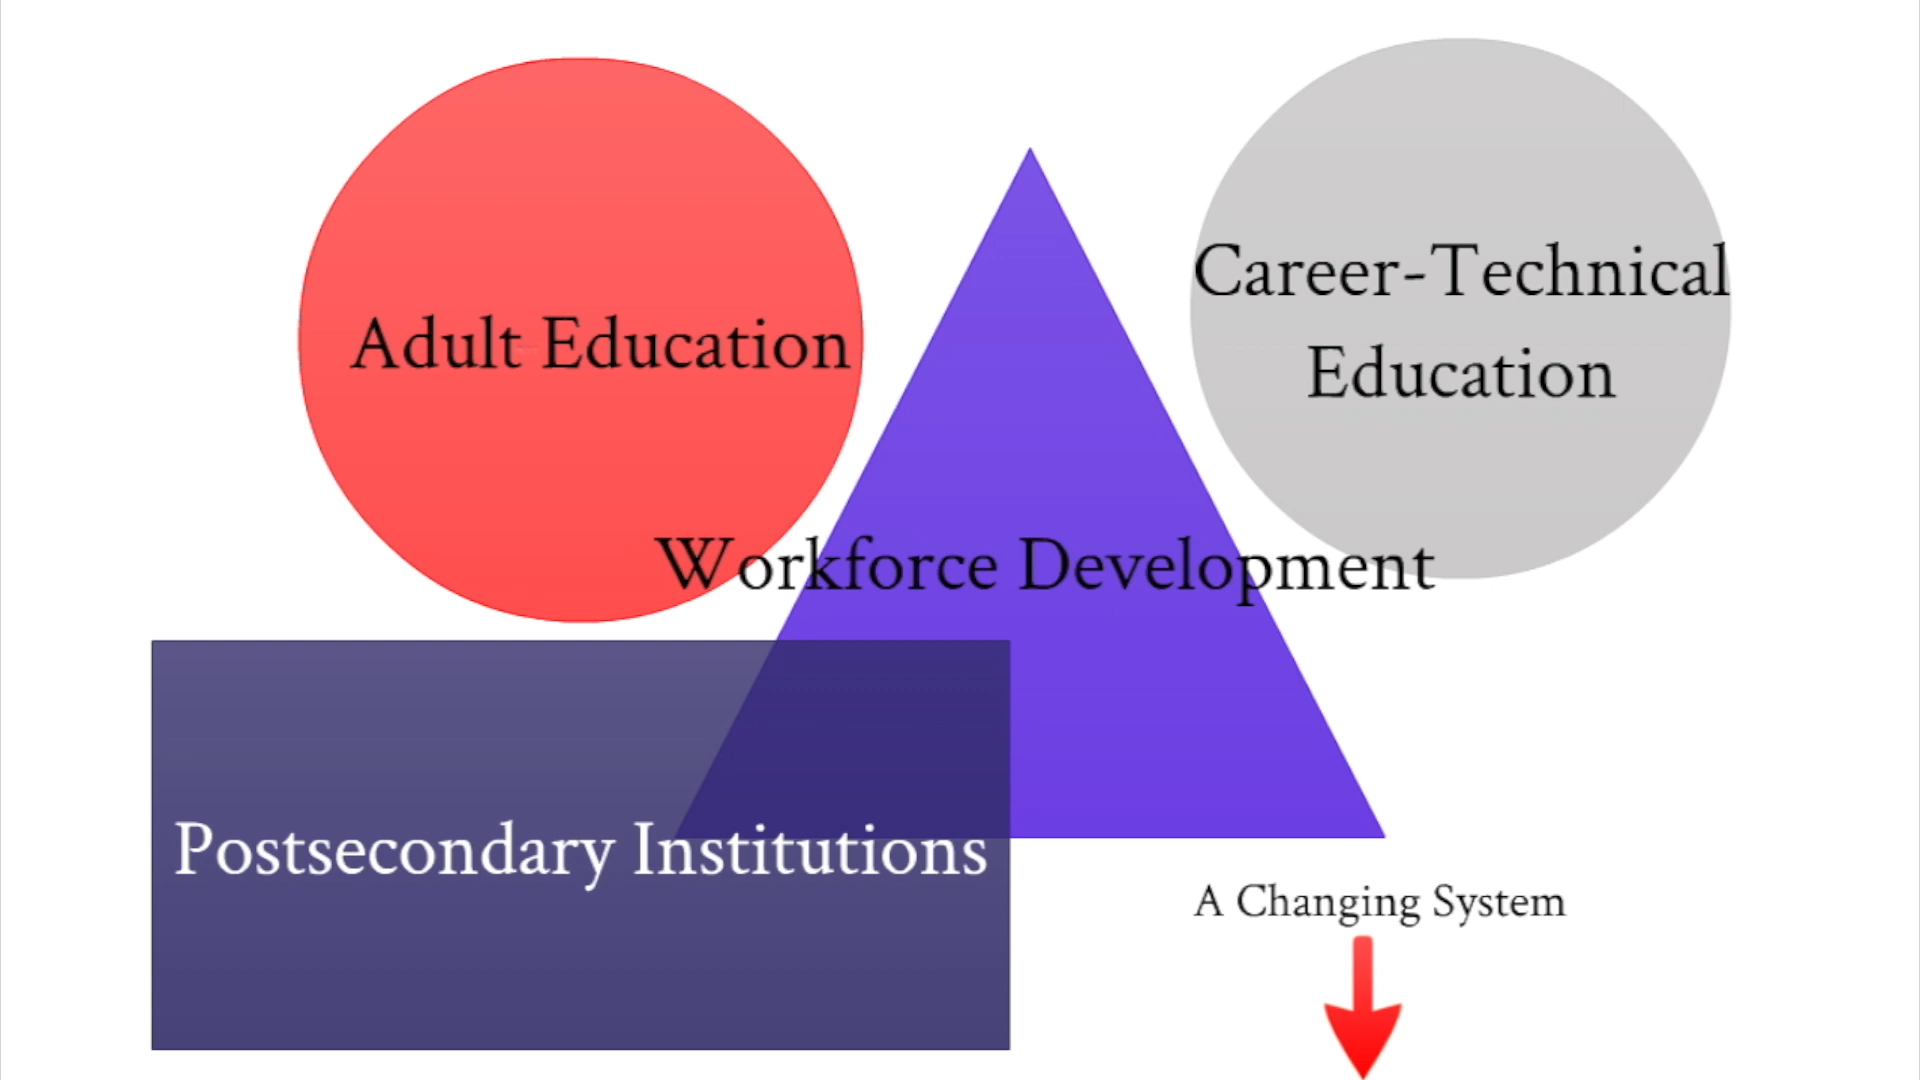 Career-Technical
Education
Adult Education
Workforce Development
Postsecondary Institutions
A Changing System